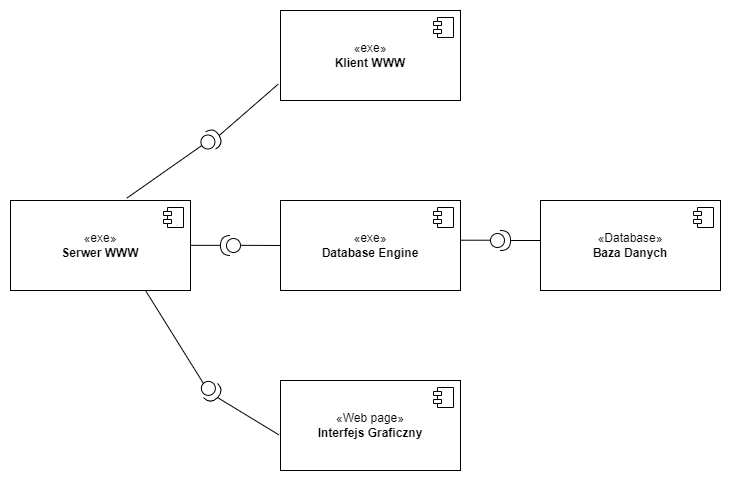 «exe»
Klient WWW
«exe»
Serwer WWW
«exe»
Database Engine
«Database»
Baza Danych
«Web page»
Interfejs Graficzny